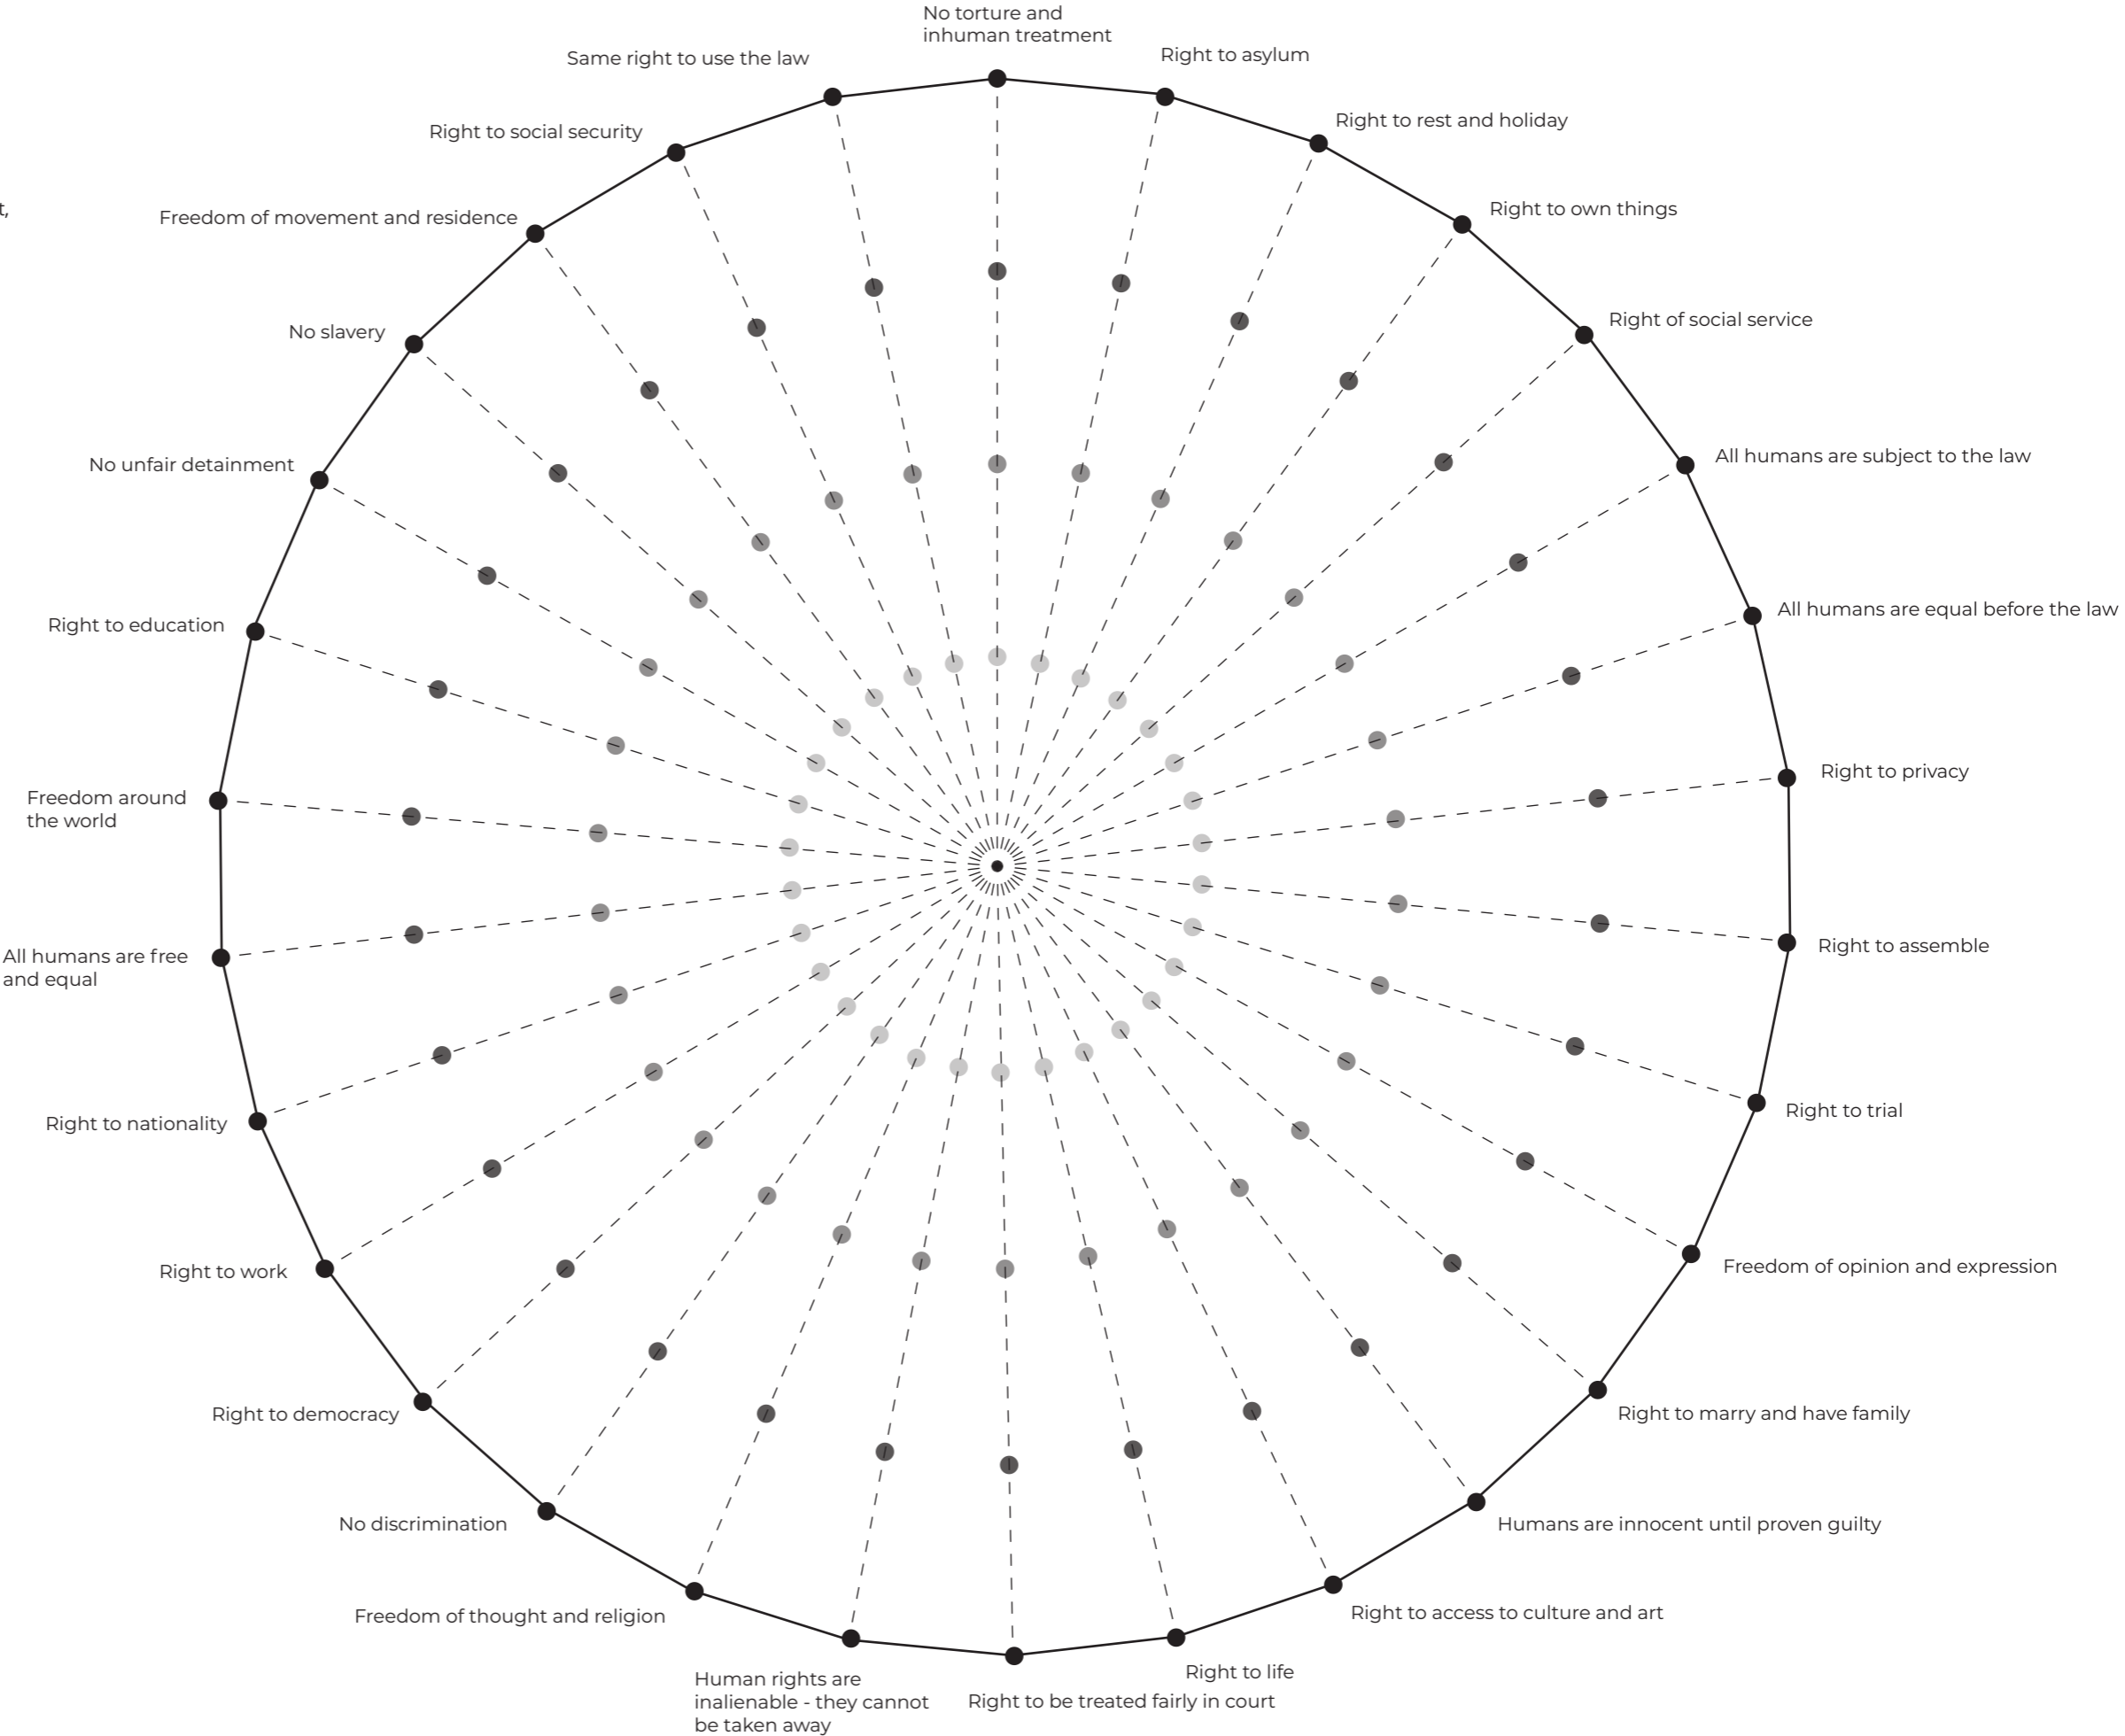 No torture and
inhuman treatment
Right to asylum
Same right to use the law
Right to rest and holiday
Right to social security
Right to own things
t,
Freedom of movement and residence
Right of social service
No slavery
All humans are subject to the law
No unfair detainment
All humans are equal before the law
Right to education
Right to privacy
Freedom around
the world
Right to assemble
All humans are free
and equal
Right to trial
Right to nationality
Freedom of opinion and expression
Right to work
Right to marry and have family
Right to democracy
Humans are innocent until proven guilty
No discrimination
Right to access to culture and art
Freedom of thought and religion
Right to life
Human rights are
inalienable - they cannot
be taken away
Right to be treated fairly in court